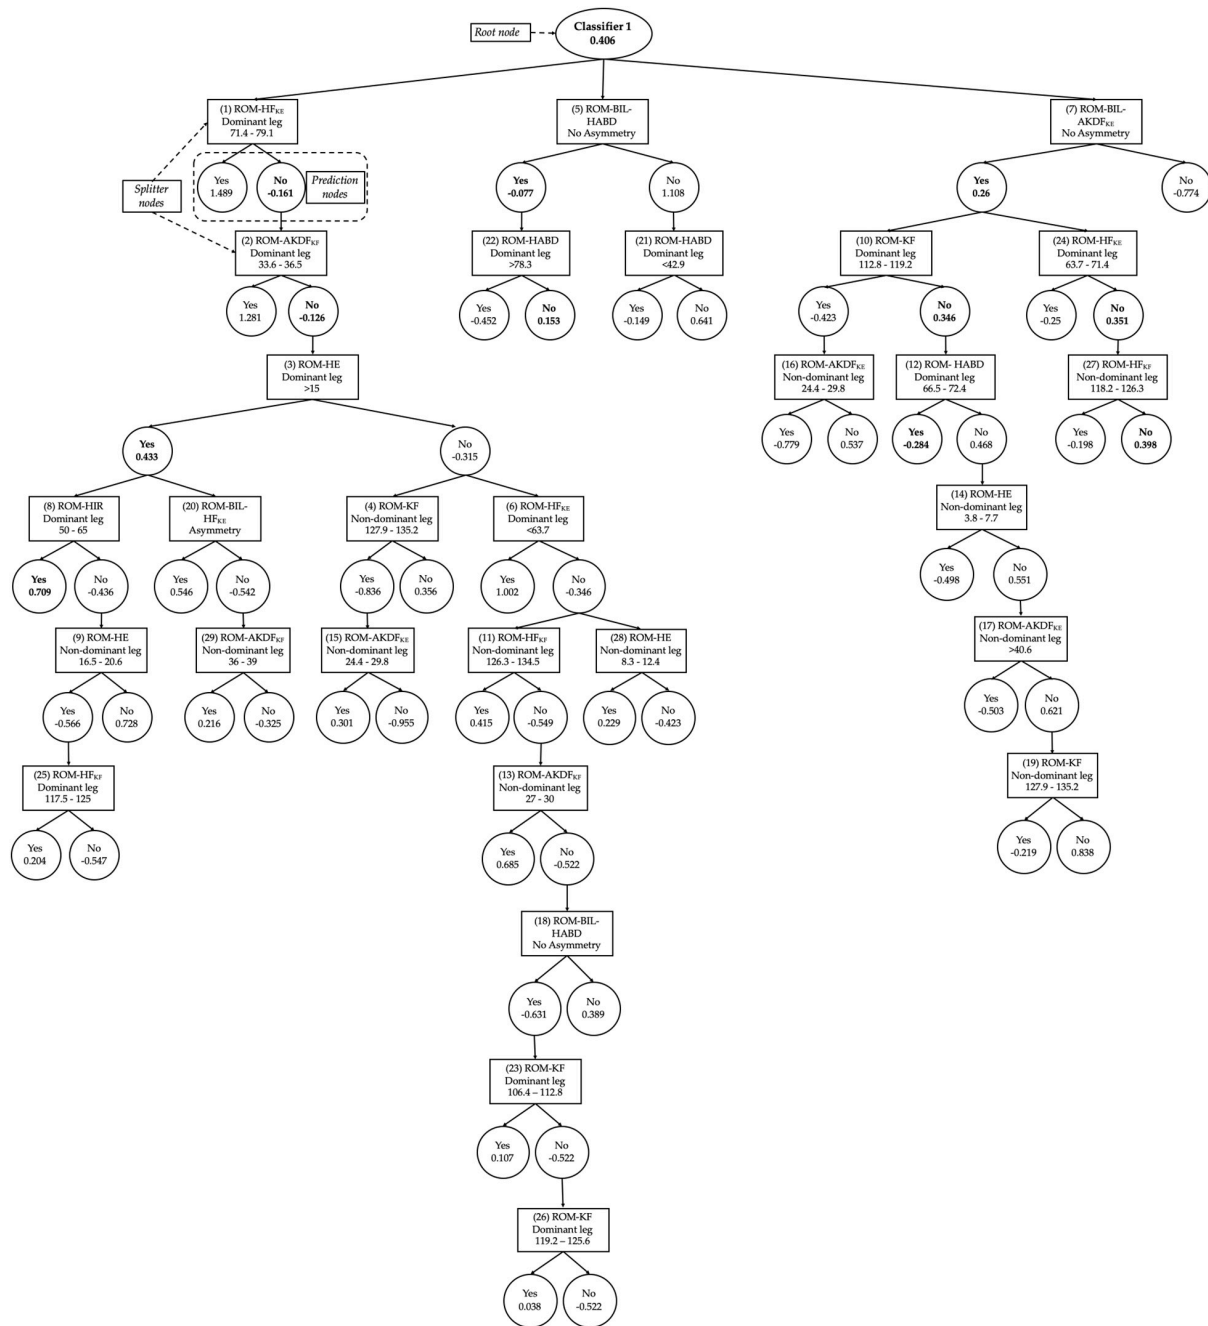 Root node
Classifier 1
0.406
(1) ROM-HFKE
Dominant leg
71.4 - 79.1
(5) ROM-BIL-
HABD
No Asymmetry
(7) ROM-BIL-
AKDFKE
No Asymmetry
Splitter
nodes
Yes
1.489
No
-0.161
Prediction
nodes
Yes
-0.077
No
1.108
Yes
0.26
No
-0.774
(2) ROM-AKDFKF
Dominant leg
33.6 - 36.5
(22) ROM-HABD
Dominant leg
>78.3
(21) ROM-HABD
Dominant leg
<42.9
(10) ROM-KF
Dominant leg
112.8 - 119.2
(24) ROM-HFKE
Dominant leg
63.7 - 71.4
Yes
1.281
No
-0.126
Yes
-0.452
No
0.153
Yes
-0.149
No
0.641
Yes
-0.423
No
0.346
Yes
-0.25
No
0.351
(3) ROM-HE
Dominant leg
>15
(16) ROM-AKDFKE
Non-dominant leg
24.4 - 29.8
(12) ROM- HABD
Dominant leg
66.5 - 72.4
(27) ROM-HFKF
Non-dominant leg
118.2 - 126.3
Yes
0.433
No
-0.315
Yes
-0.779
No
0.537
Yes
-0.284
No
0.468
Yes
-0.198
No
0.398
(8) ROM-HIR
Dominant leg
50 - 65
(20) ROM-BIL-
HFKE
Asymmetry
(4) ROM-KF
Non-dominant leg
127.9 - 135.2
(6) ROM-HFKE
Dominant leg
<63.7
(14) ROM-HE
Non-dominant leg
3.8 - 7.7
Yes
0.709
No
-0.436
Yes
0.546
No
-0.542
Yes
-0.836
No
0.356
Yes
1.002
No
-0.346
Yes
-0.498
No
0.551
(9) ROM-HE
Non-dominant leg
16.5 - 20.6
(29) ROM-AKDFKF
Non-dominant leg
36 - 39
(15) ROM-AKDFKE
Non-dominant leg
24.4 - 29.8
(11) ROM-HFKF
Non-dominant leg
126.3 - 134.5
(28) ROM-HE
Non-dominant leg
8.3 - 12.4
(17) ROM-AKDFKE
Non-dominant leg
>40.6
Yes
-0.566
No
0.728
Yes
0.216
No
-0.325
Yes
0.301
No
-0.955
Yes
0.415
No
-0.549
Yes
0.229
No
-0.423
Yes
-0.503
No
0.621
(25) ROM-HFKF
Dominant leg
117.5 - 125
(13) ROM-AKDFKF
Non-dominant leg
27 - 30
(19) ROM-KF
Non-dominant leg
127.9 - 135.2
Yes
0.204
No
-0.547
Yes
0.685
No
-0.522
Yes
-0.219
No
0.838
(18) ROM-BIL-
HABD
No Asymmetry
Yes
-0.631
No
0.389
(23) ROM-KF
Dominant leg
106.4 – 112.8
Yes
0.107
No
-0.522
(26) ROM-KF
Dominant leg
119.2 – 125.6
Yes
0.038
No
-0.522